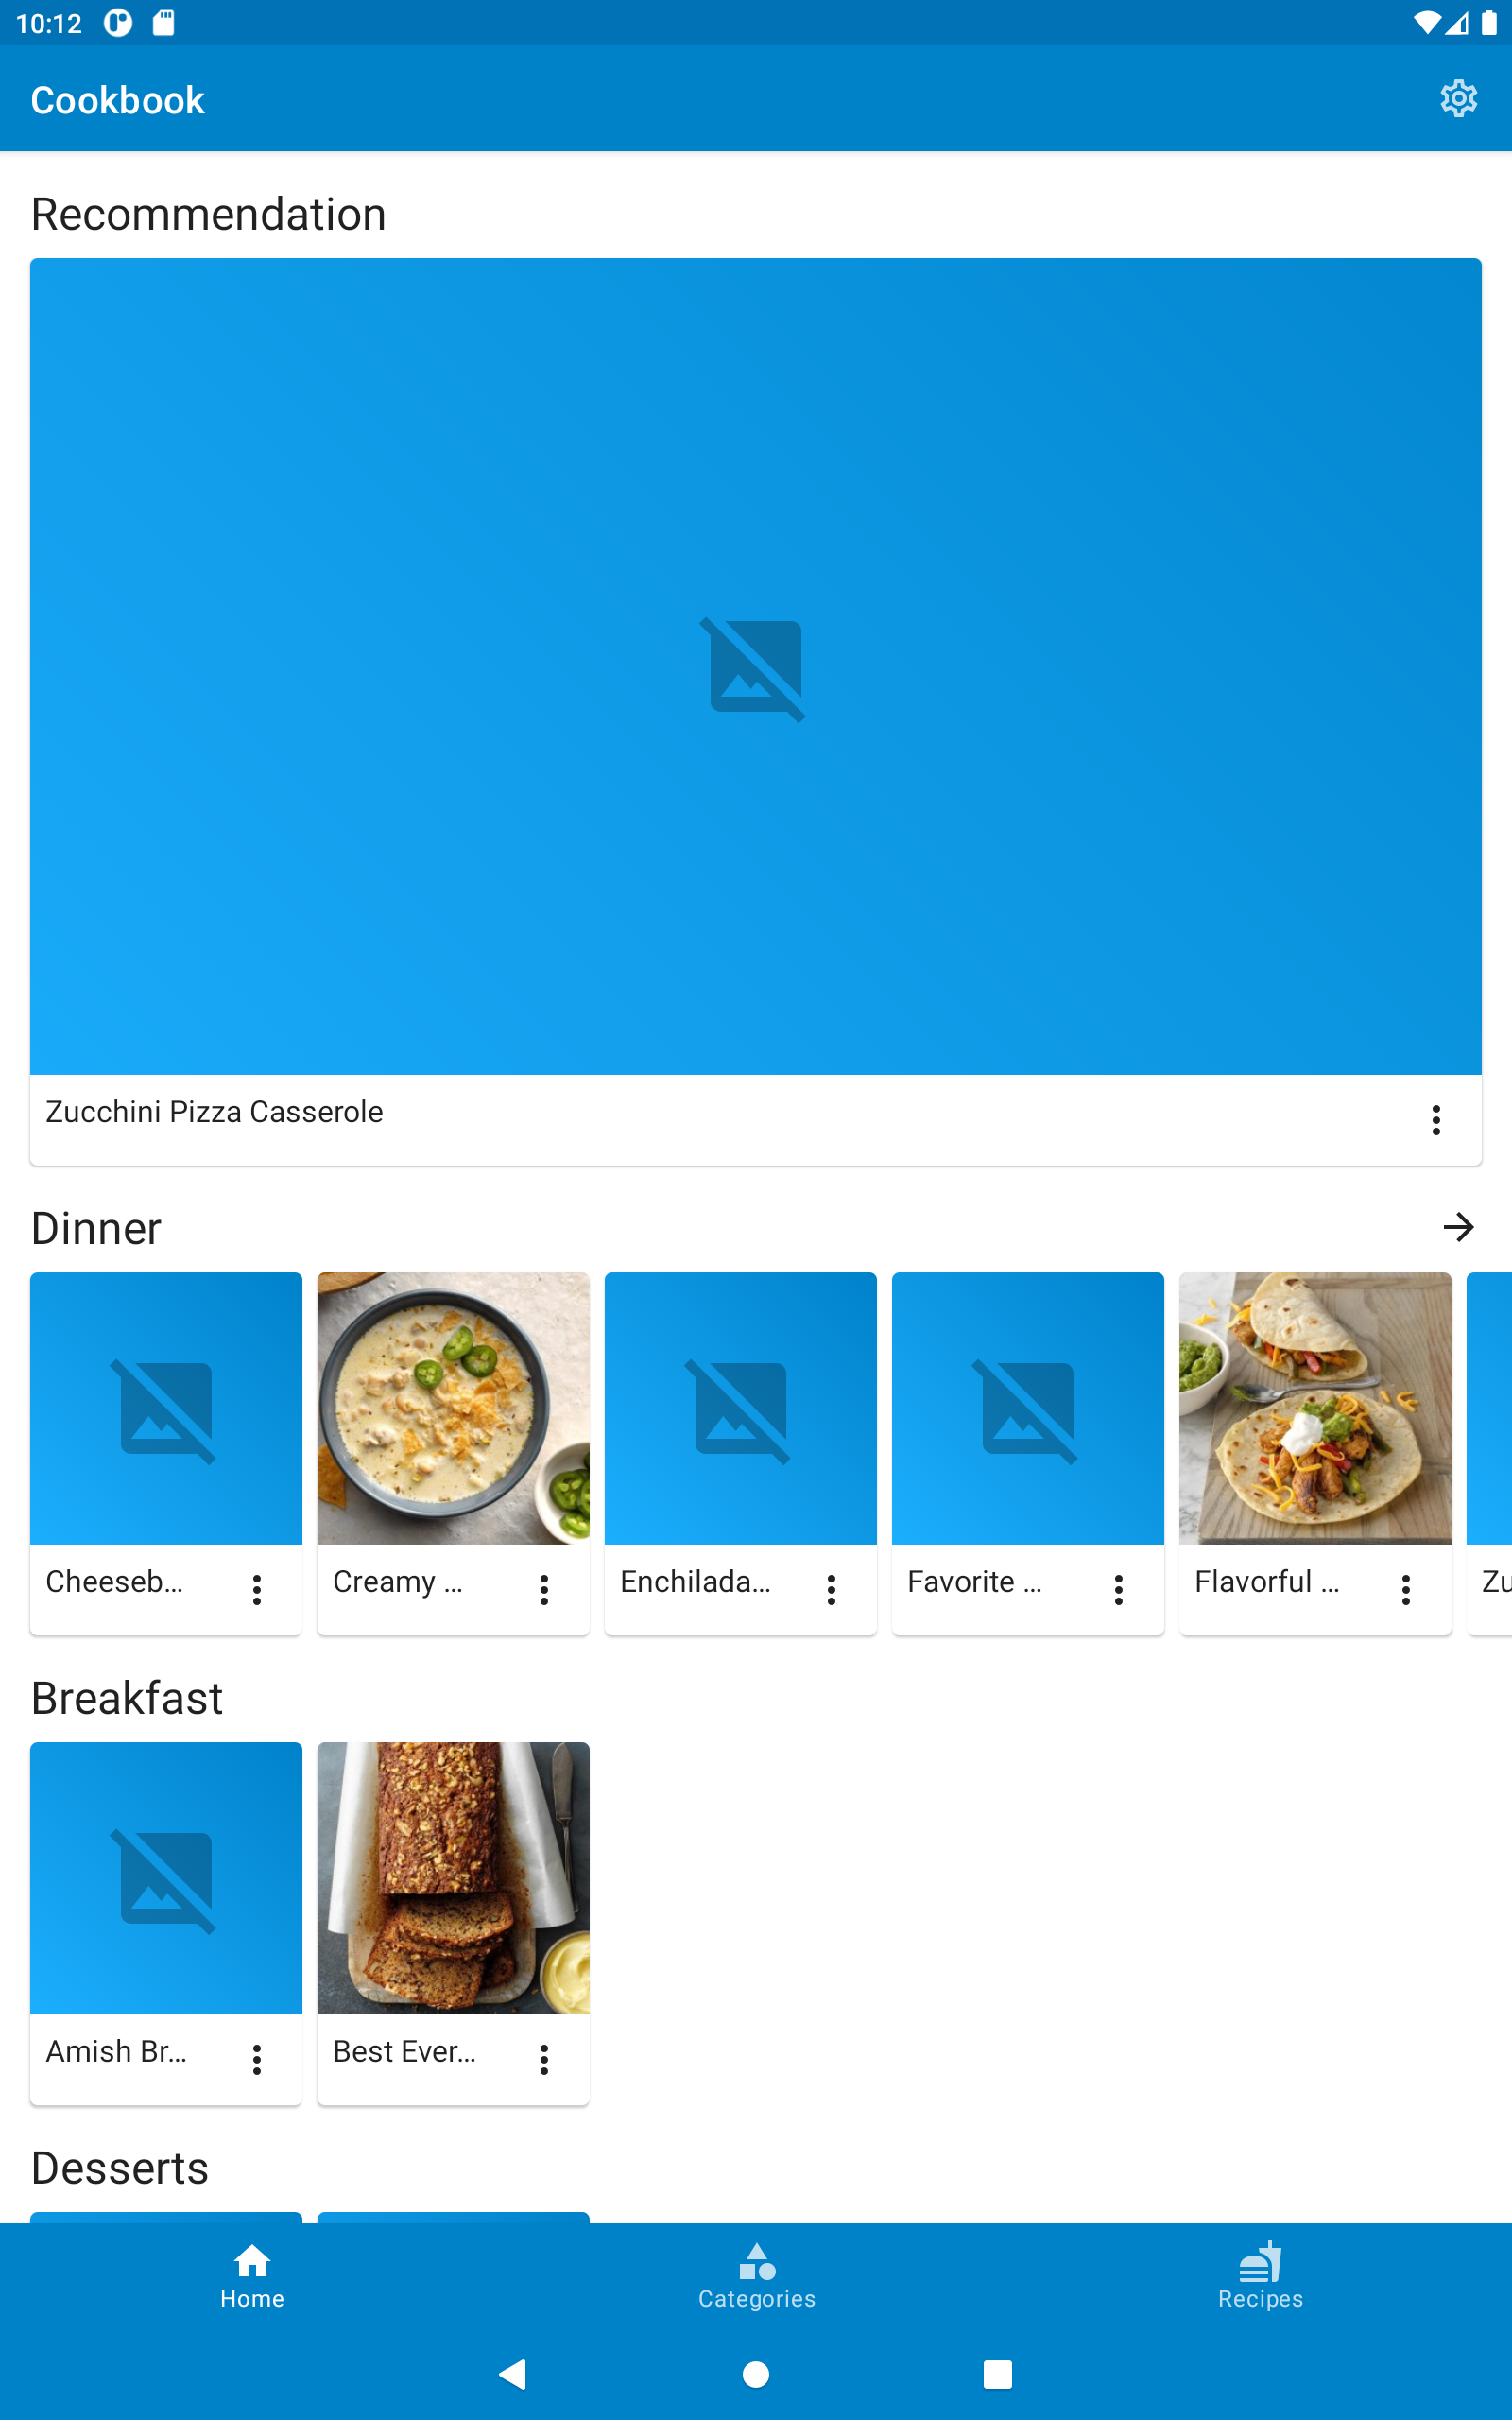 10:12
Cookbook
Recommendation
Zucchini Pizza Casserole
Dinner
Cheeseb...
Creamy ...
Enchilada...
Favorite ...
Flavorful ...
Zu
Breakfast
Amish Br...
Best Ever...
Desserts
Home
Categories
Recipes